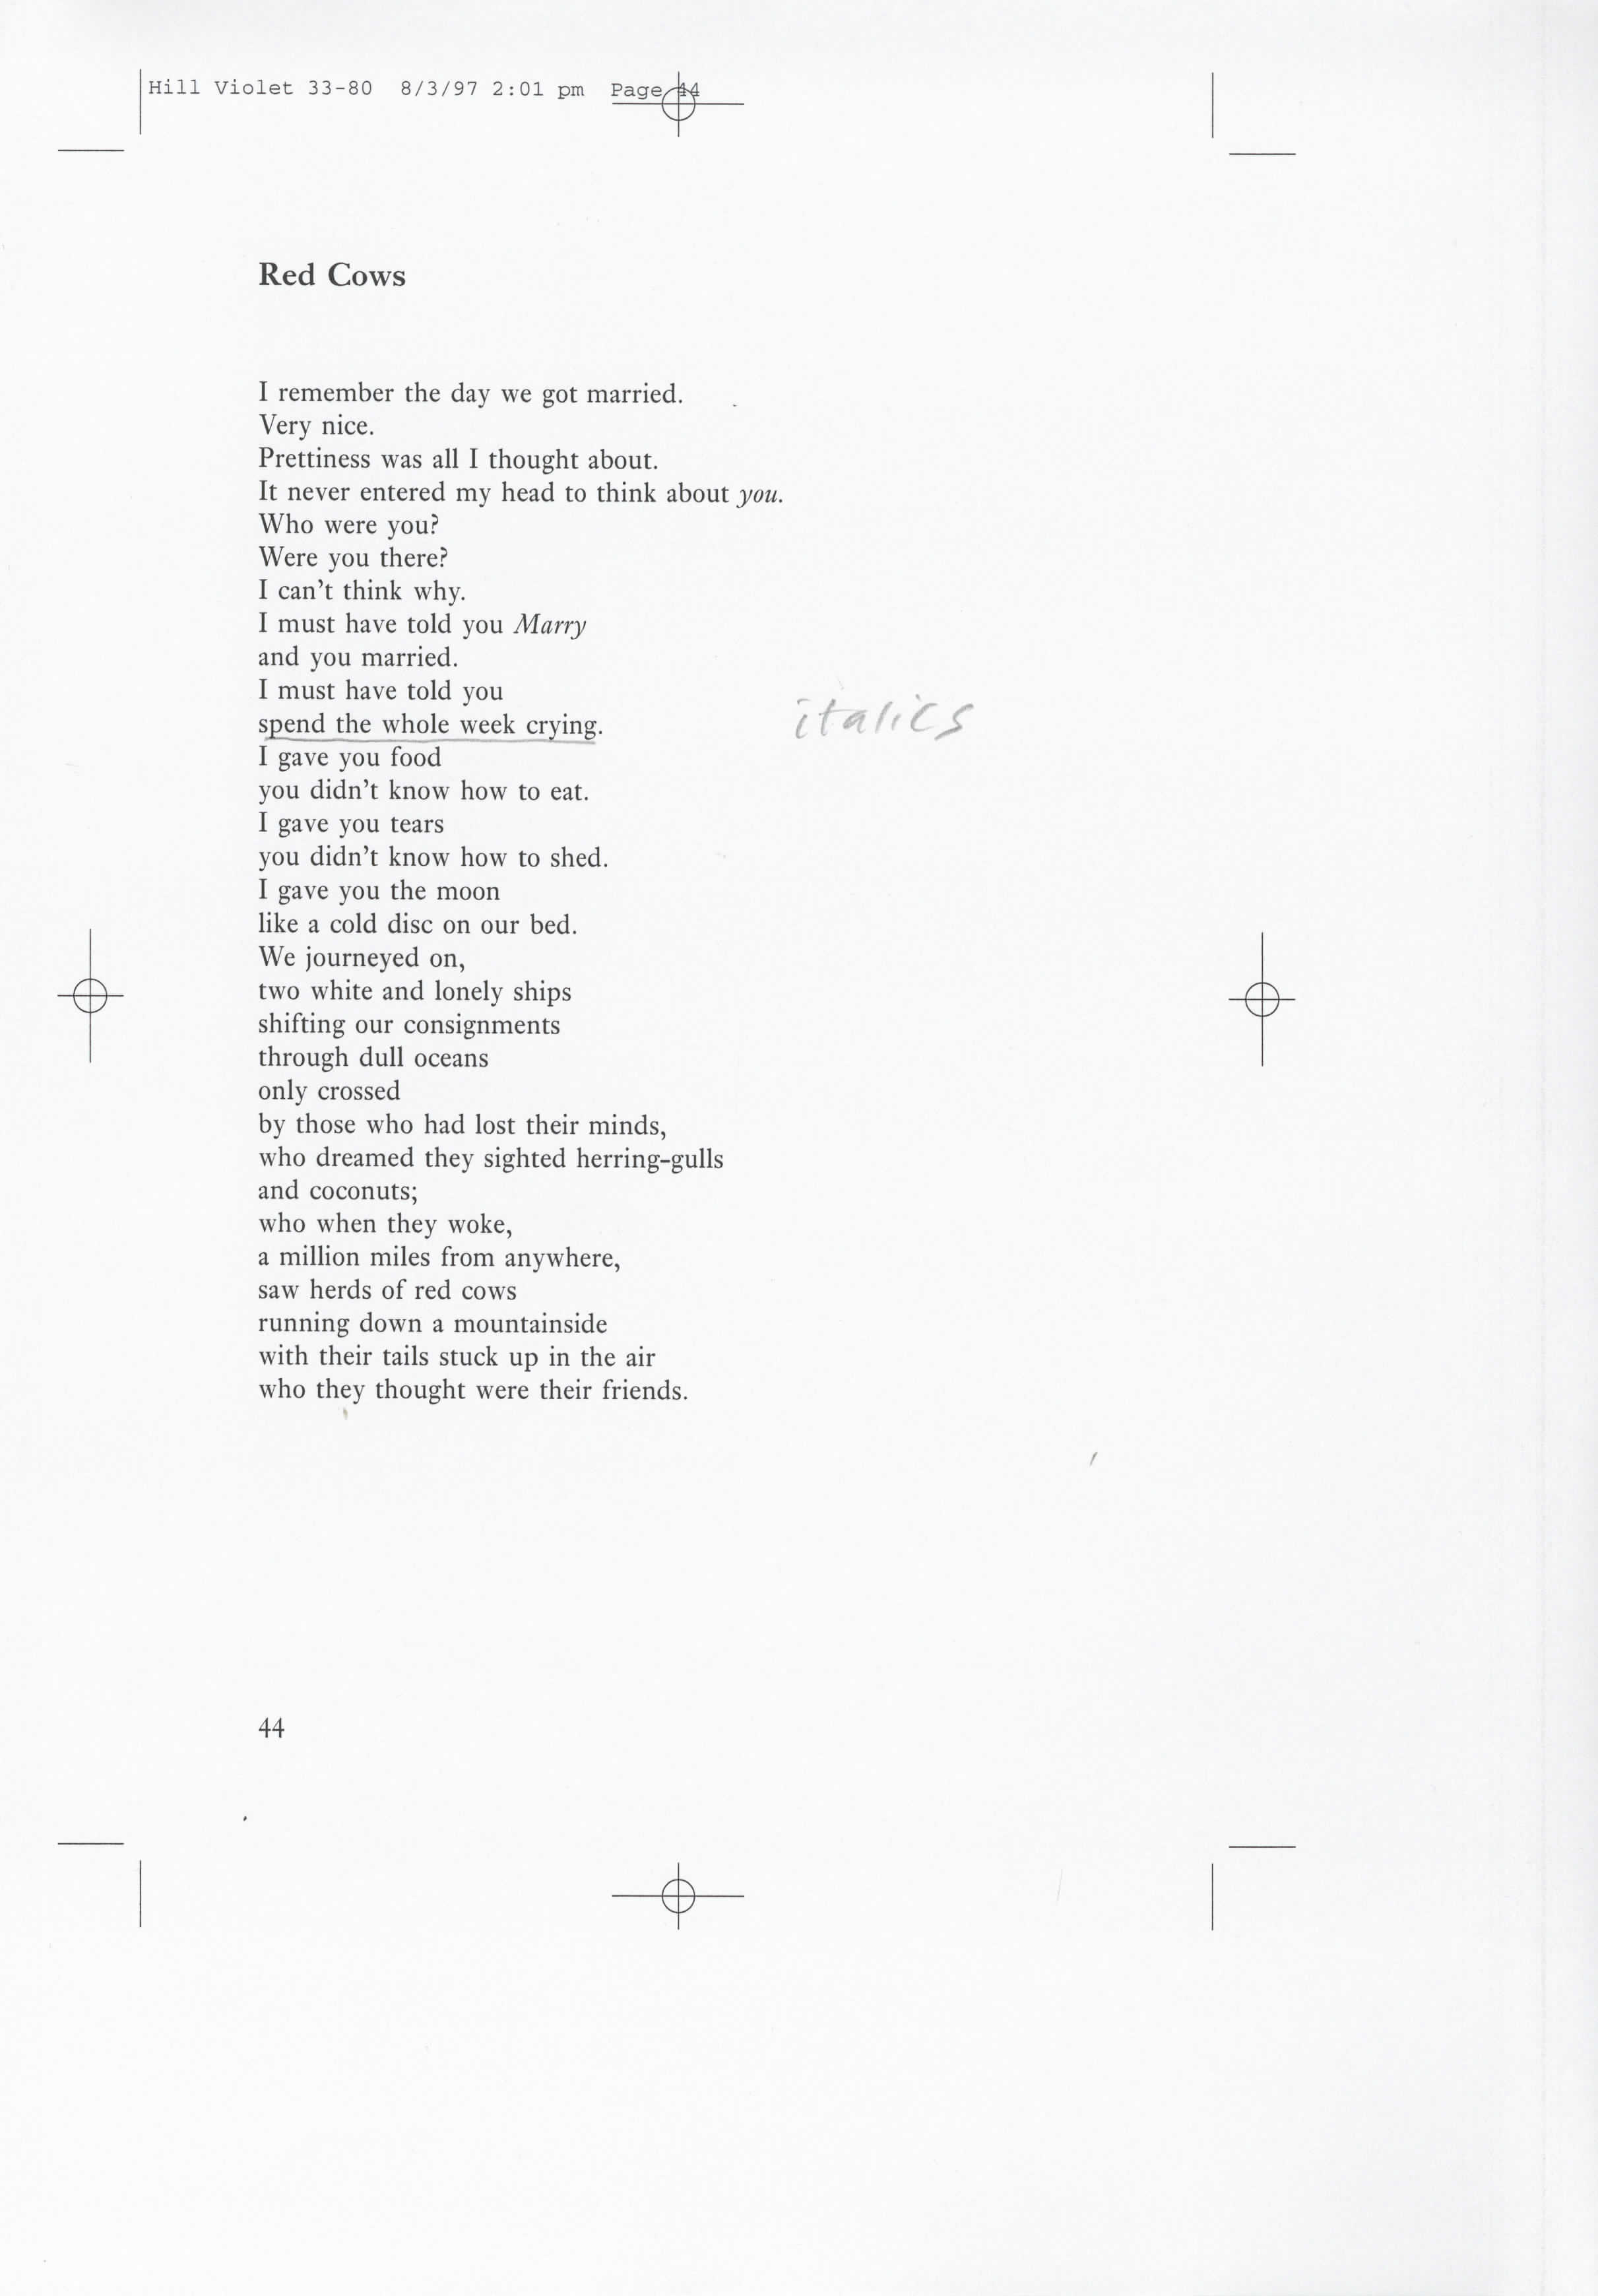 Hill Violet 33-80 8/3/97 2:01 pm Page 44
Red Cows
I remember the day we got married.
Very nice.
Prettiness was all I thought about.
It never entered my head to think about you.
Who were you?
Were you there?
I can't think why.
I must have told you Marry
and you married.
I must have told you
spend the whole week crying.
italics
I gave you food
you didn't know how to eat.
I gave you tears
you didn't know how to shed.
I gave you the moon
like a cold disc on our bed.
We journeyed on,
two white and lonely ships
shifting our consignments
through dull oceans
only crossed
by those who had lost their minds,
who dreamed they sighted herring-gulls
and coconuts;
who when they woke,
a million miles from anywhere,
saw herds of red cows
running down a mountainside
with their tails stuck up in the air
who they thought were their friends.
44